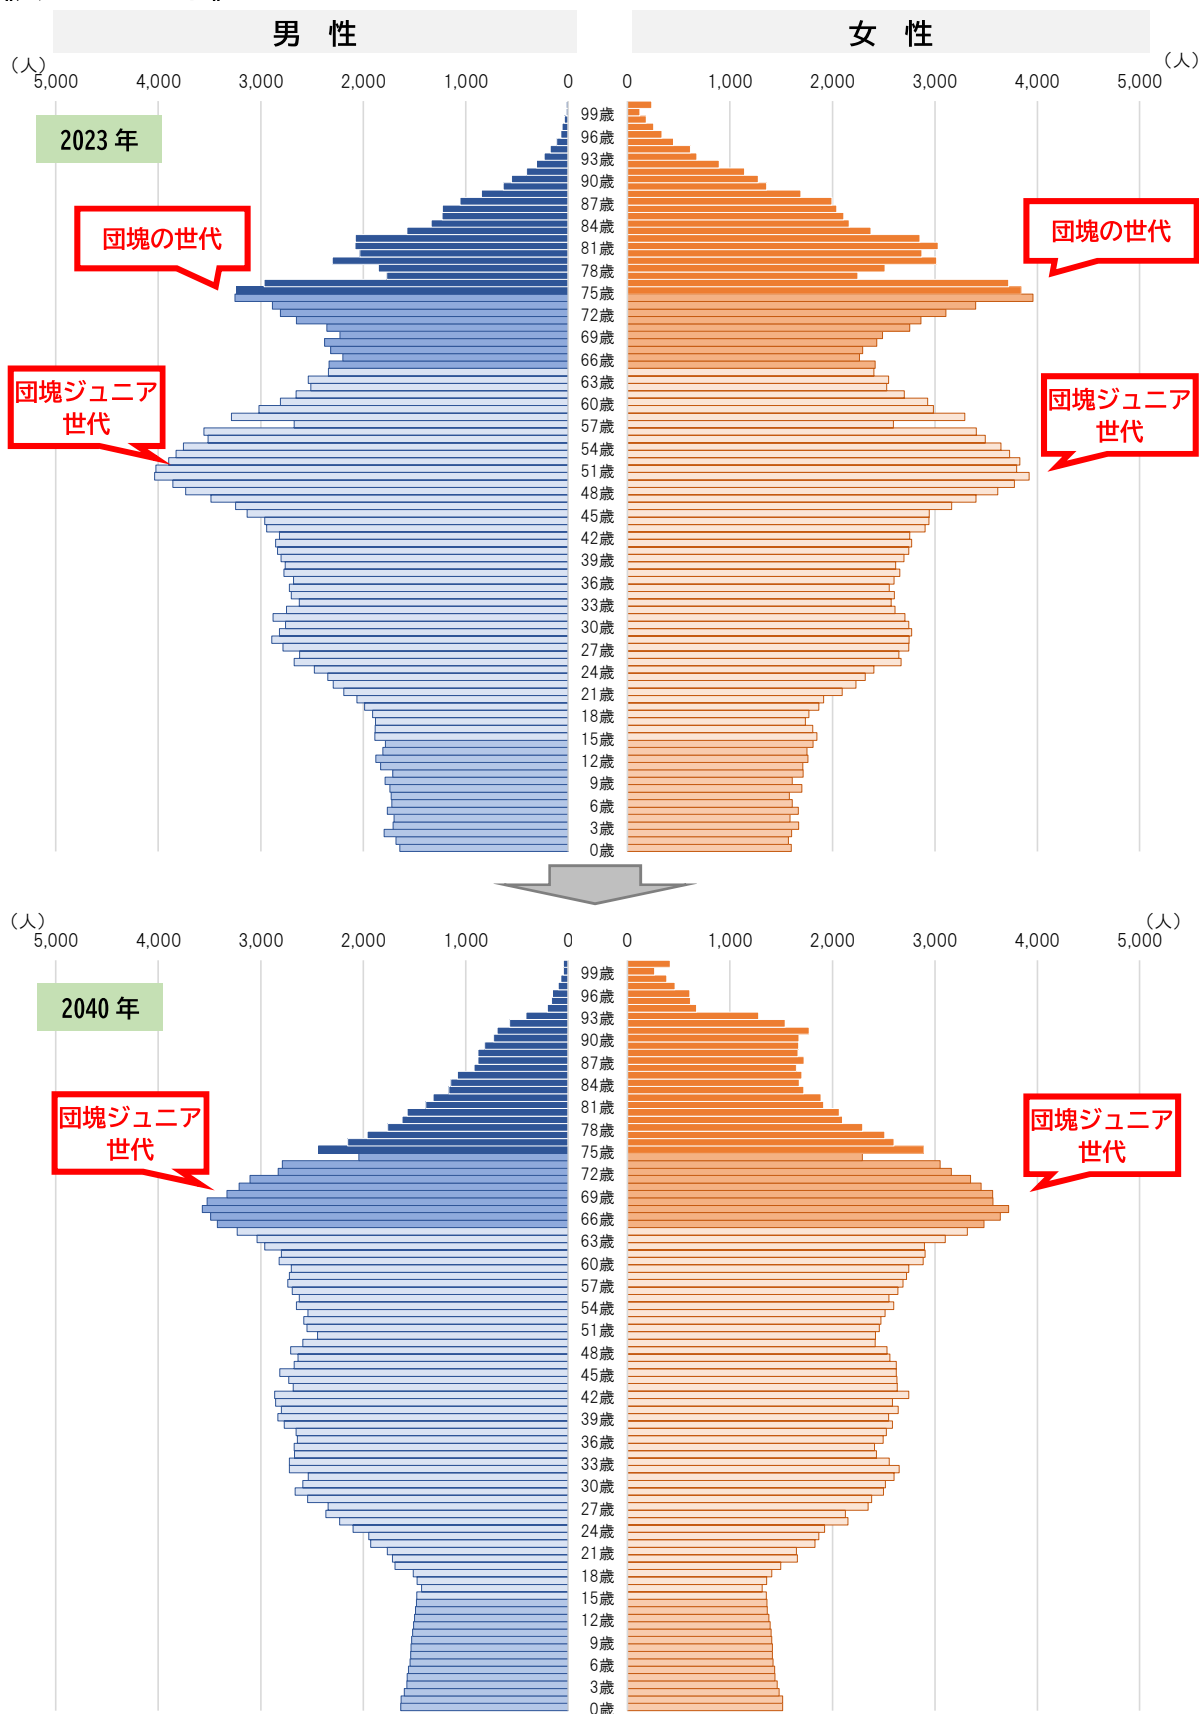 男　性
女　性
（人）
（人）
5,000
4,000
3,000
2,000
1,000
0
0
1,000
2,000
3,000
4,000
5,000
2023 年
99歳
96歳
93歳
90歳
87歳
84歳
81歳
78歳
75歳
72歳
69歳
66歳
63歳
60歳
57歳
54歳
51歳
48歳
45歳
42歳
39歳
36歳
33歳
30歳
27歳
24歳
21歳
18歳
15歳
12歳
9歳
6歳
3歳
0歳
団塊の世代
団塊の世代
団塊ジュニア
世代
団塊ジュニア
世代
（人）
（人）
5,000
4,000
3,000
2,000
1,000
0
0
1,000
2,000
3,000
4,000
5,000
2040 年
99歳
96歳
93歳
90歳
87歳
84歳
81歳
78歳
75歳
72歳
69歳
66歳
63歳
60歳
57歳
54歳
51歳
48歳
45歳
42歳
39歳
36歳
33歳
30歳
27歳
24歳
21歳
18歳
15歳
12歳
9歳
6歳
3歳
0歳
団塊ジュニア
世代
団塊ジュニア
世代